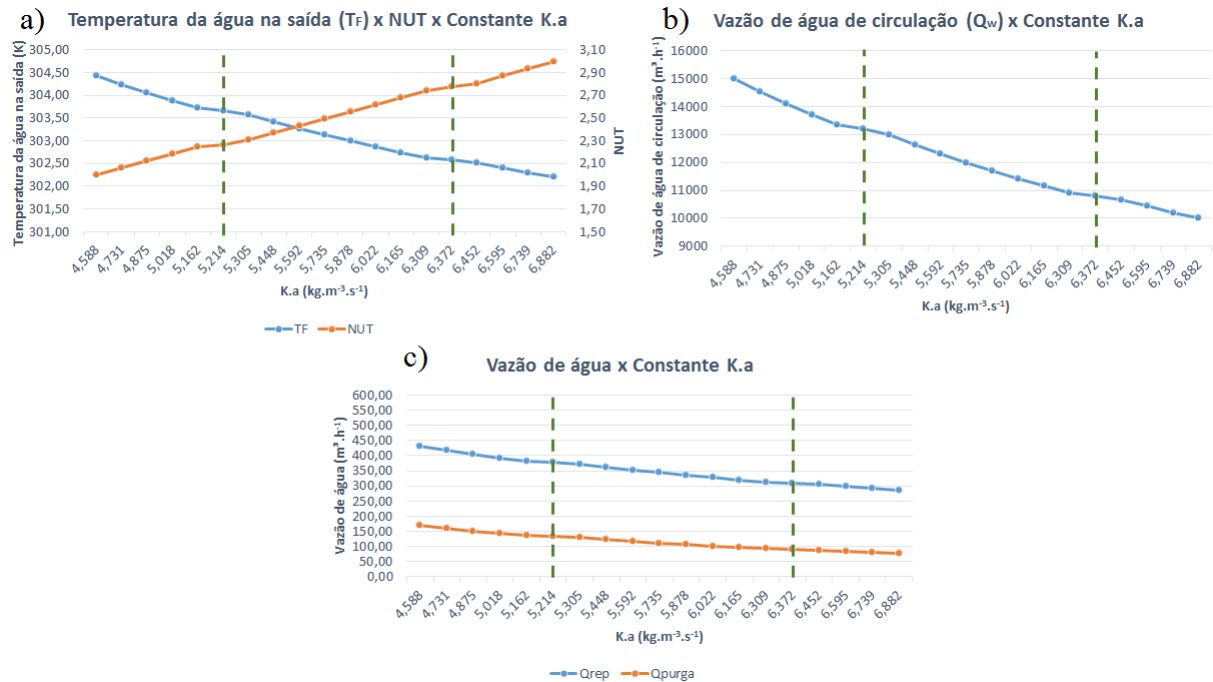 a)
Temperatura da água na saída (TF) x NUT x Constante K.a
Temperatura da água na saída (K)
305,00
304,50
304,00
303,50
303,00
302,50
302,00
301,50
301,00
3,10
2,90
2,70
2,50
2,30
2,10
1,90
1,70
1,50
NUT
4,588 4,731 4,875 5,018 5,162 5,214 5,305 5,448 5,592 5,735 5,878 6,022 6,165 6,309 6,372 6,452 6,595 6,739 6,882
K.a (kg.m-³.s-¹)
TF NUT
b)
Vazão de água de circulação (Qw) x Constante K.a
Vazão de água de circulação (m³.h-¹)
16000
15000
14000
13000
12000
11000
10000
9000
4,588 4,731 4,875 5,018 5,162 5,214 5,305 5,448 5,592 5,735 5,878 6,022 6,165 6,309 6,372 6,452 6,595 6,739 6,882
K.a (kg.m-³.s-¹)
c)
Vazão de água x Constante K.a
Vazão de água (m³.h-¹)
600,00
550,00
500,00
450,00
400,00
350,00
300,00
250,00
200,00
150,00
100,00
50,00
0,00
4,588 4,731 4,875 5,018 5,162 5,214 5,305 5,448 5,592 5,735 5,878 6,022 6,165 6,309 6,372 6,452 6,595 6,739 6,882
K.a (kg.m-³.s-¹)
Qrep Qpurga